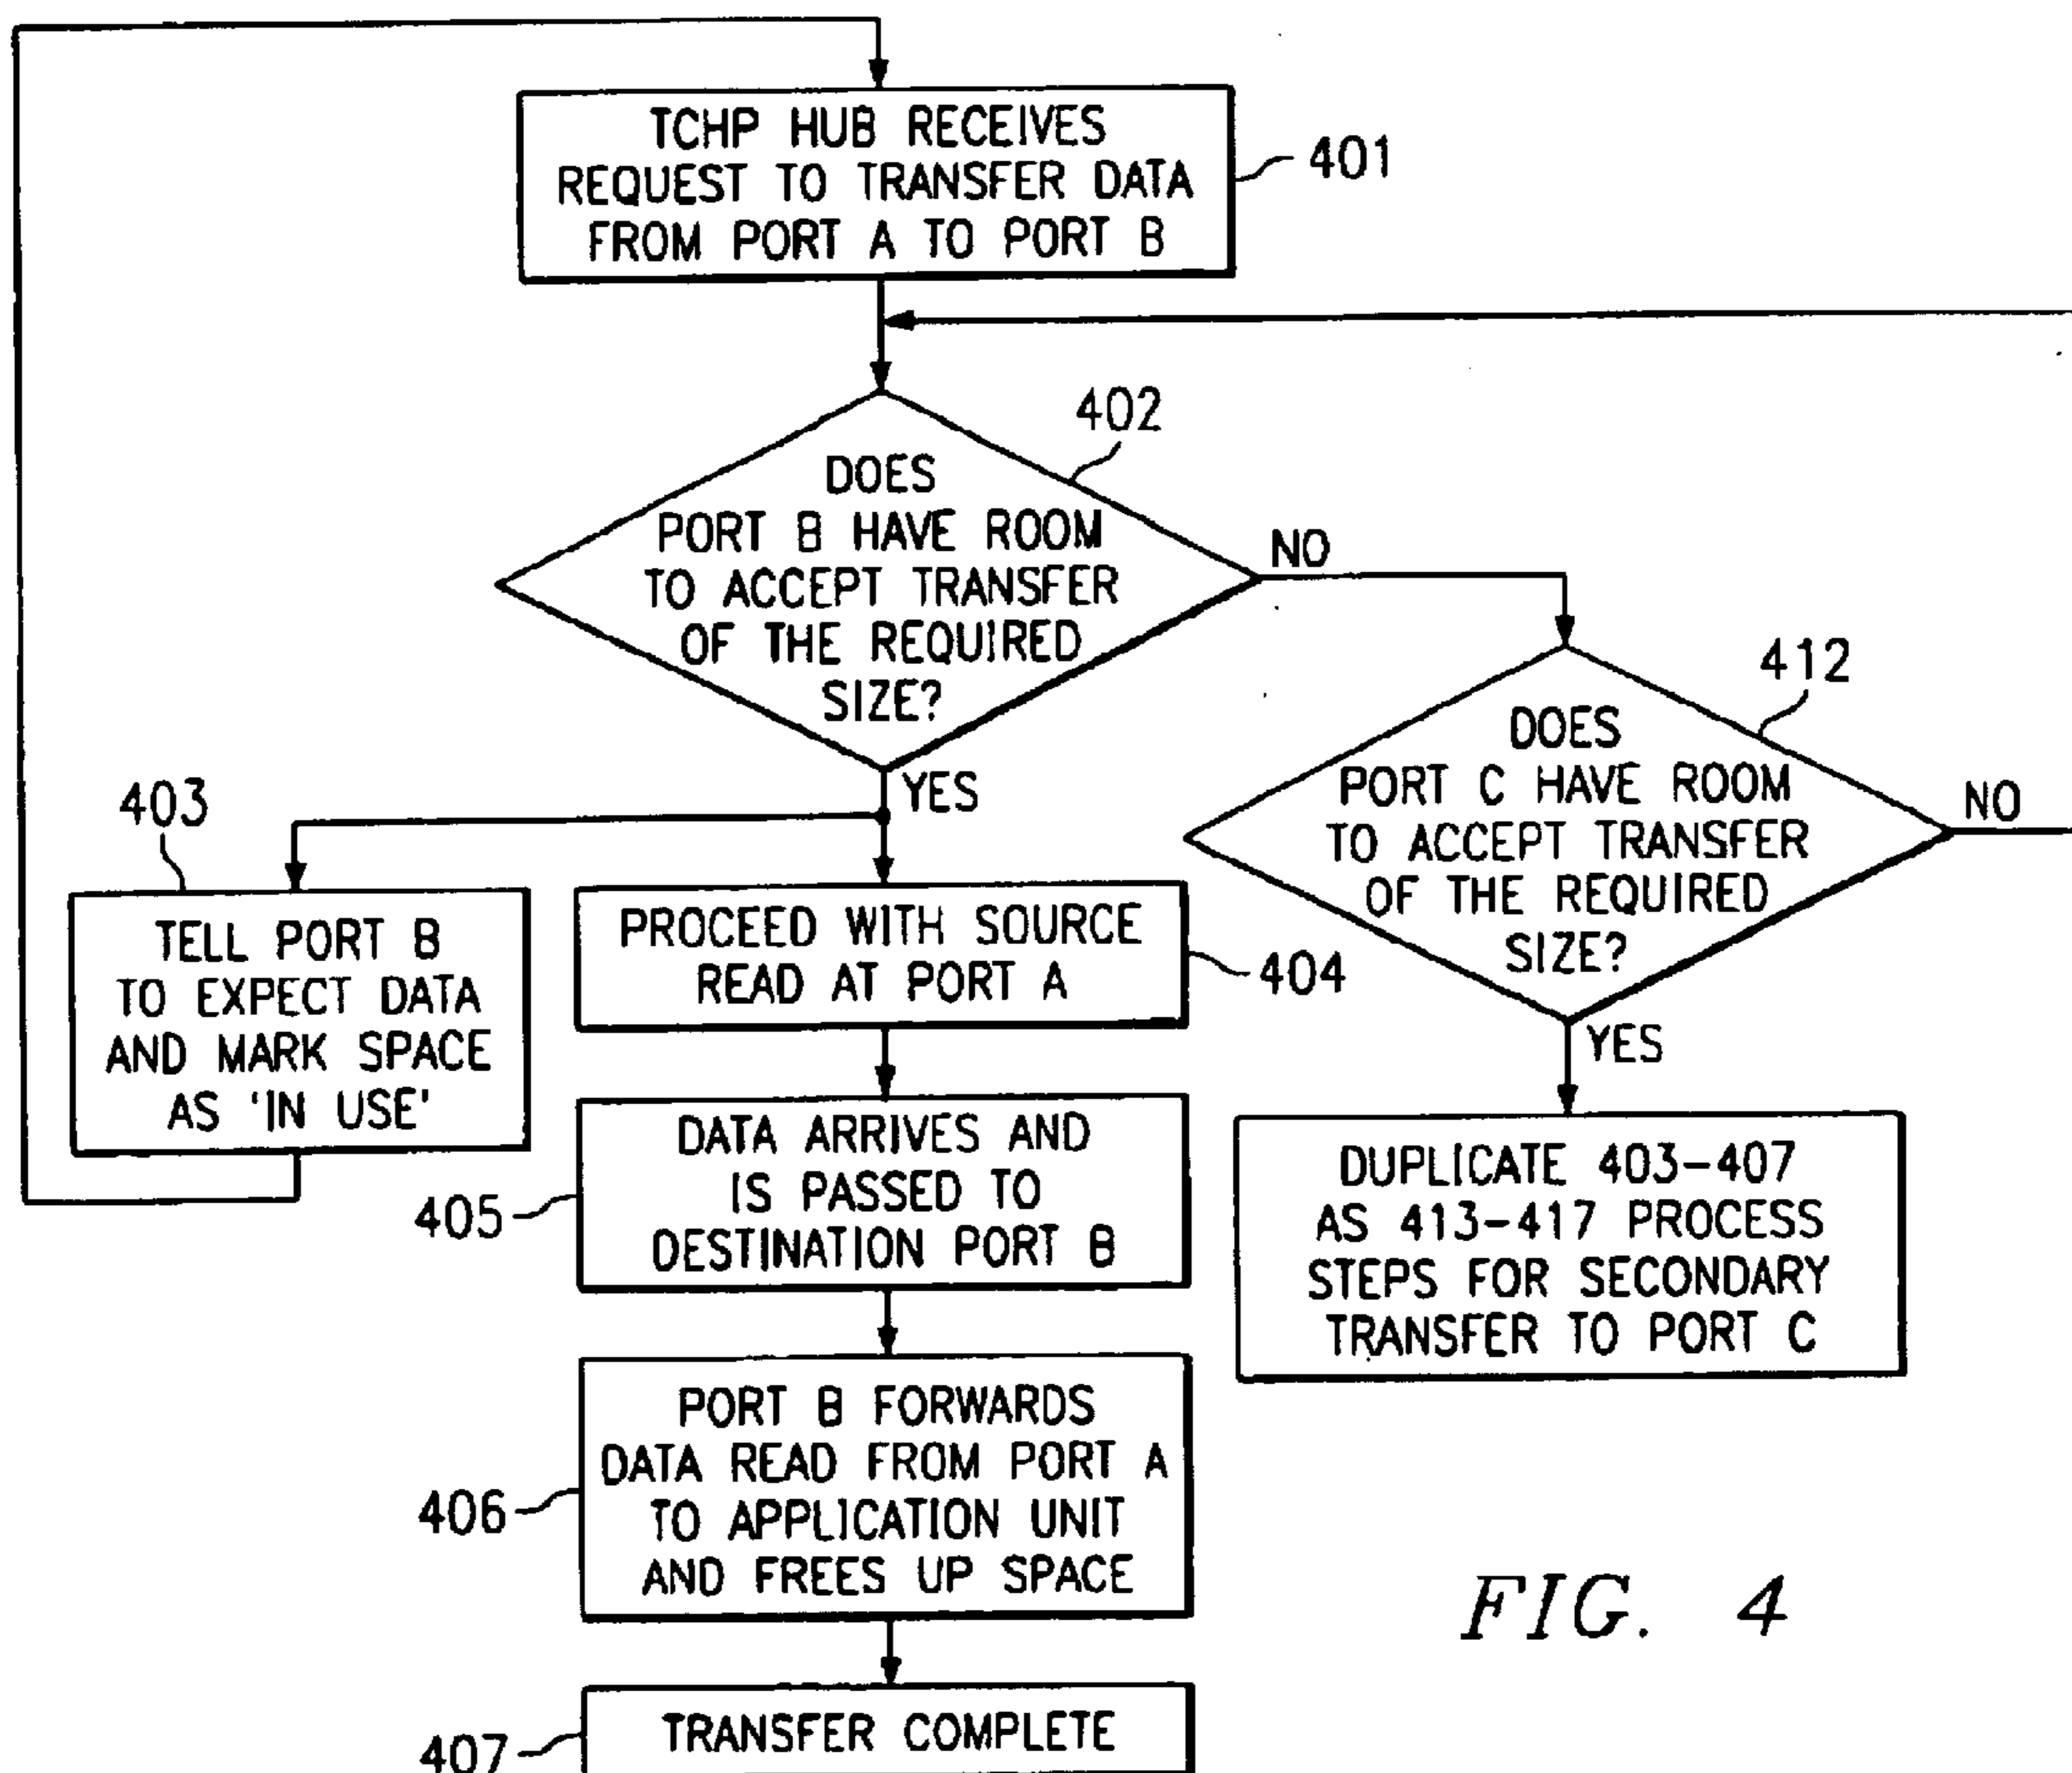 TCHP HUB RECEIVES
REQUEST TO TRANSFER DATA
FROM PORT A TO PORT B
401
402
DOES
PORT B HAVE ROOM
TO ACCEPT TRANSFER
OF THE REQUIRED
SIZE?
NO
YES
412
DOES
PORT C HAVE ROOM
TO ACCEPT TRANSFER
OF THE REQUIRED
SIZE?
NO
YES
403
TELL PORT B
TO EXPECT DATA
AND MARK SPACE
AS 'IN USE'
PROCEED WITH SOURCE
READ AT PORT A
404
DATA ARRIVES AND
IS PASSED TO
DESTINATION PORT B
405
DUPLICATE 403-407
AS 413-417 PROCESS
STEPS FOR SECONDARY
TRANSFER TO PORT C
PORT B FORWARDS
DATA READ FROM PORT A
TO APPLICATION UNIT
AND FREES UP SPACE
406
TRANSFER COMPLETE
407
FIG. 4